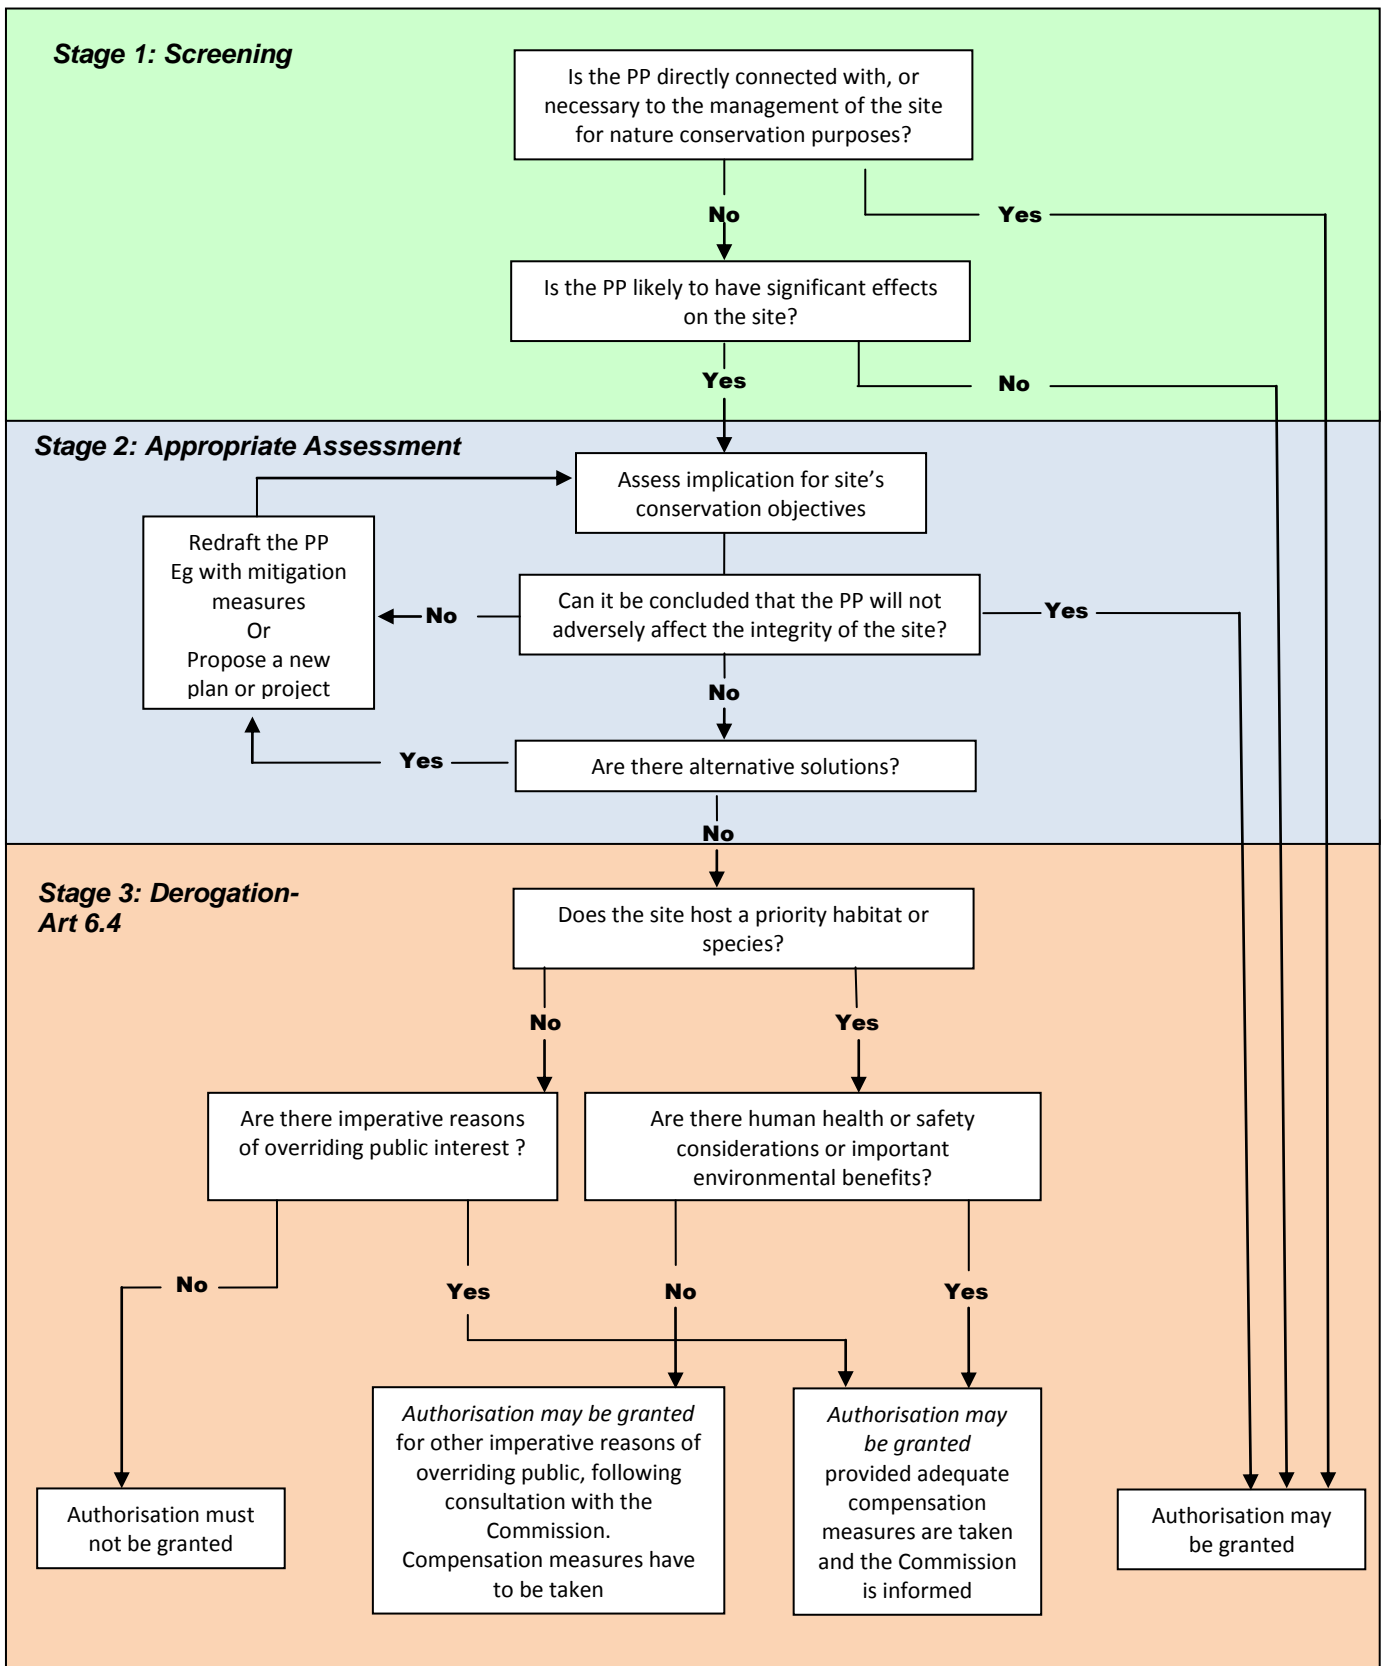 Stage 1: Screening
Is the PP directly connected with, or
necessary to the management of the site
for nature conservation purposes?
No
Yes
Is the PP likely to have significant effects
on the site?
Yes
No
Stage 2: Appropriate Assessment
Assess implication for site’s
conservation objectives
Redraft the PP
Eg with mitigation
measures
Or
Propose a new
plan or project
Can it be concluded that the PP will not
adversely affect the integrity of the site?
No
Yes
No
Are there alternative solutions?
Yes
No
Stage 3: Derogation-
Art 6.4
Does the site host a priority habitat or
species?
No
Yes
Are there imperative reasons
of overriding public interest ?
Are there human health or safety
considerations or important
environmental benefits?
No
Yes
No
Yes
Authorisation must
not be granted
Authorisation may be granted
for other imperative reasons of
overriding public, following
consultation with the
Commission.
Compensation measures have
to be taken
Authorisation may
be granted
provided adequate
compensation
measures are taken
and the Commission
is informed
Authorisation may
be granted